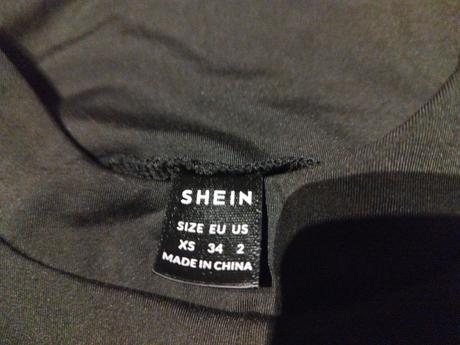 SHEIN
SIZE EU US
XS 34 2
MADE IN CHINA